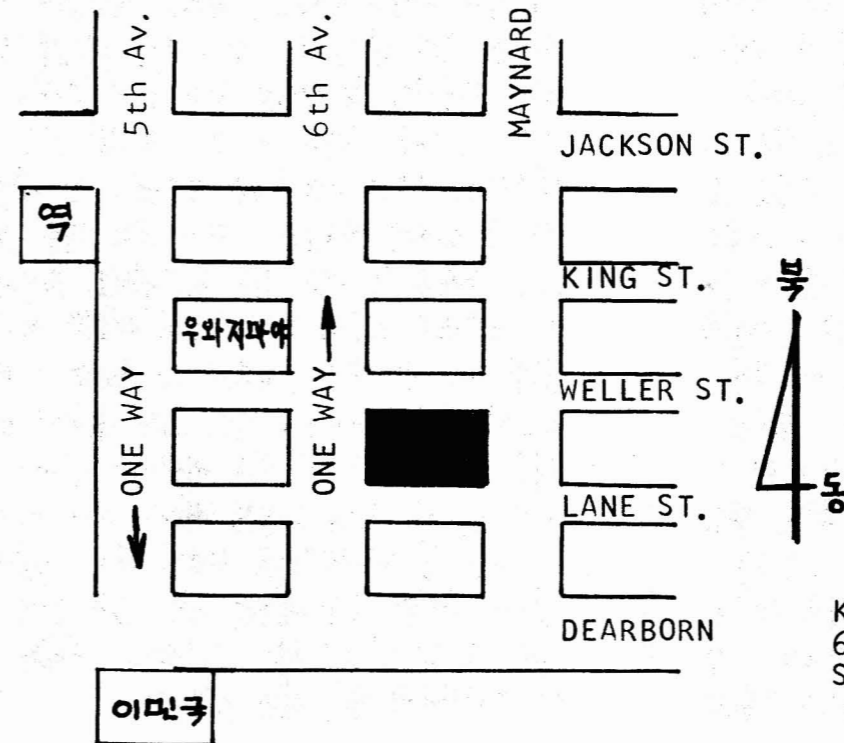 5th Av.
6th Av.
MAYNARD
JACKSON ST.
역
KING ST.
북
우와지마야
ONE WAY
ONE WAY
WELLER ST.
동
LANE ST.
DEARBORN
K
6
S
이민국